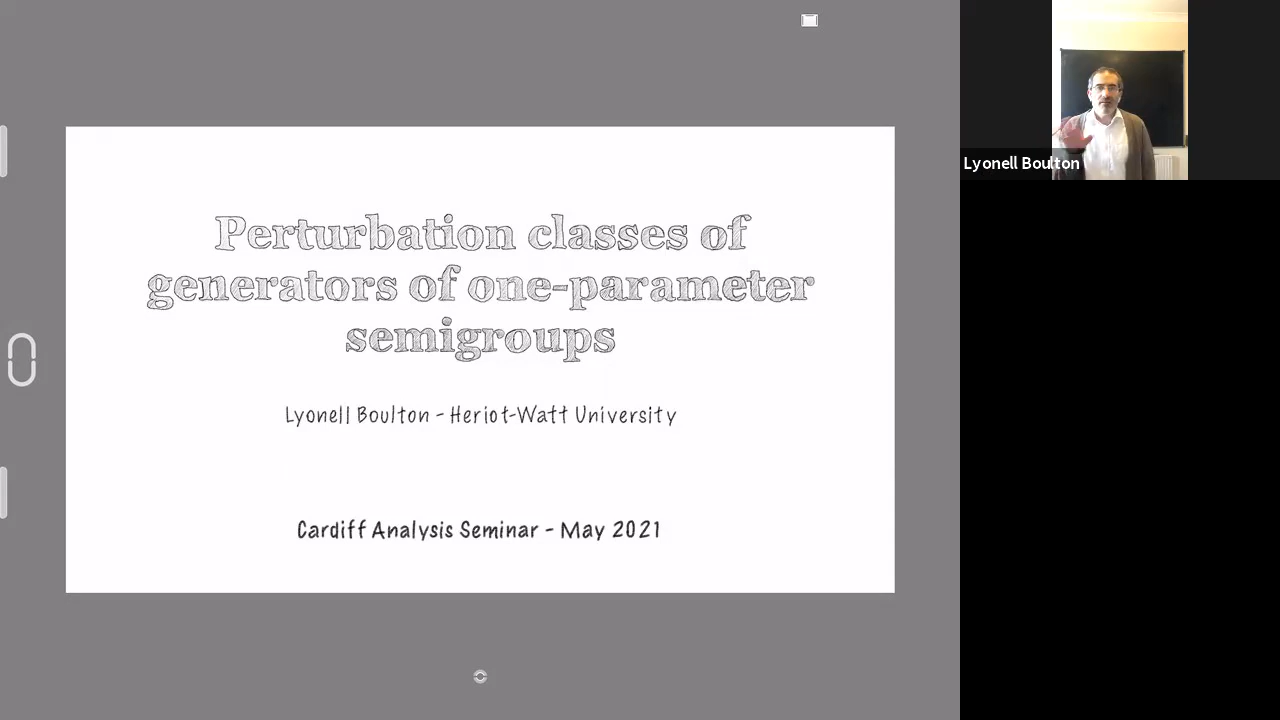 Perturbation classes of
generators of one-parameter
semigroups
Lyonell Boulton - Heriot-Watt University
Cardiff Analysis Seminar - May 2021
Lyonell Boulton